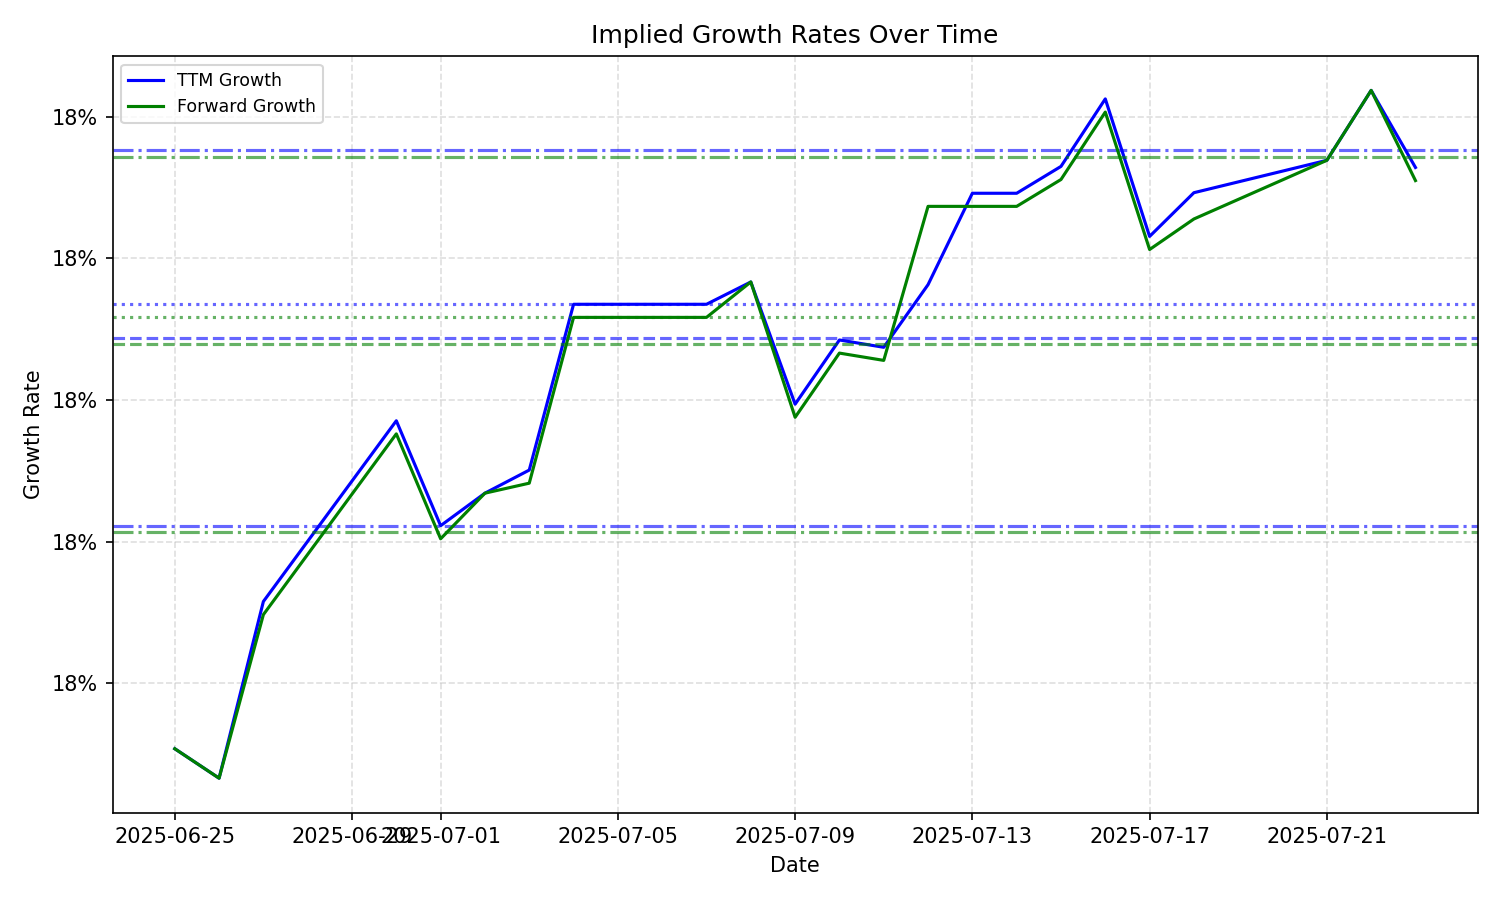 Implied Growth Rates Over Time
TTM Growth
Forward Growth
18%
18%
18%
18%
18%
Growth Rate
2025-06-25
2025-06-29
2025-07-01
2025-07-05
2025-07-09
2025-07-13
2025-07-17
2025-07-21
Date